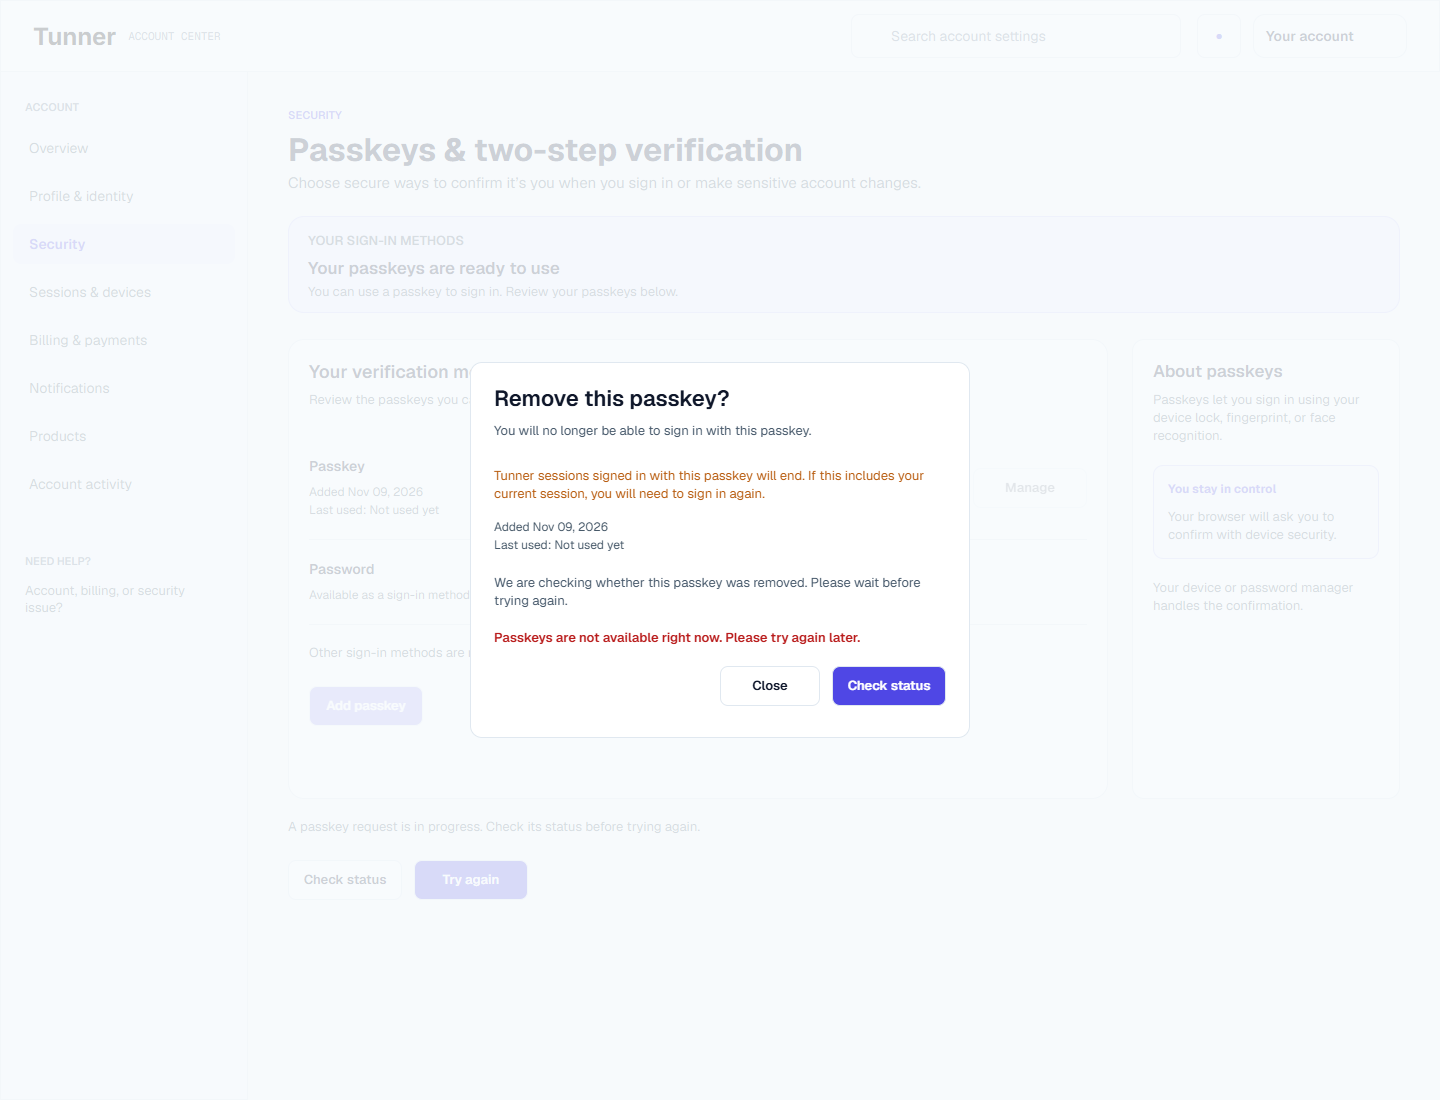 Tunner ACCOUNT CENTER
Search account settings
Your account
ACCOUNT
Overview
Profile & identity
Security
Sessions & devices
Billing & payments
Notifications
Products
Account activity
NEED HELP?
Account, billing, or security
issue?
SECURITY
Passkeys & two-step verification
Choose secure ways to confirm it's you when you sign in or make sensitive account changes.
YOUR SIGN-IN METHODS
Your passkeys are ready to use
You can use a passkey to sign in. Review your passkeys below.
Your verification m
Review the passkeys you c
Passkey
Added Nov 09, 2026
Last used: Not used yet
Manage
Password
Available as a sign-in method
Other sign-in methods are
Add passkey
Remove this passkey?
You will no longer be able to sign in with this passkey.
Tunner sessions signed in with this passkey will end. If this includes your
current session, you will need to sign in again.
Added Nov 09, 2026
Last used: Not used yet
We are checking whether this passkey was removed. Please wait before
trying again.
Passkeys are not available right now. Please try again later.
Close
Check status
About passkeys
Passkeys let you sign in using your
device lock, fingerprint, or face
recognition.
You stay in control
Your browser will ask you to
confirm with device security.
Your device or password manager
handles the confirmation.
A passkey request is in progress. Check its status before trying again.
Check status
Try again